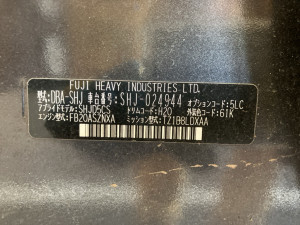 FUJI HEAVY INDUSTRIES LTD.
型式:DBA-SHJ 車台番号:SHJ-024944
アプライドモデル:SHJD5CS トリムコード:H20 オプションコード:5LC
エンジン型式:FB20ASZNXA ミッション型式:TZ1B8LDXAA 外装色コード:61K